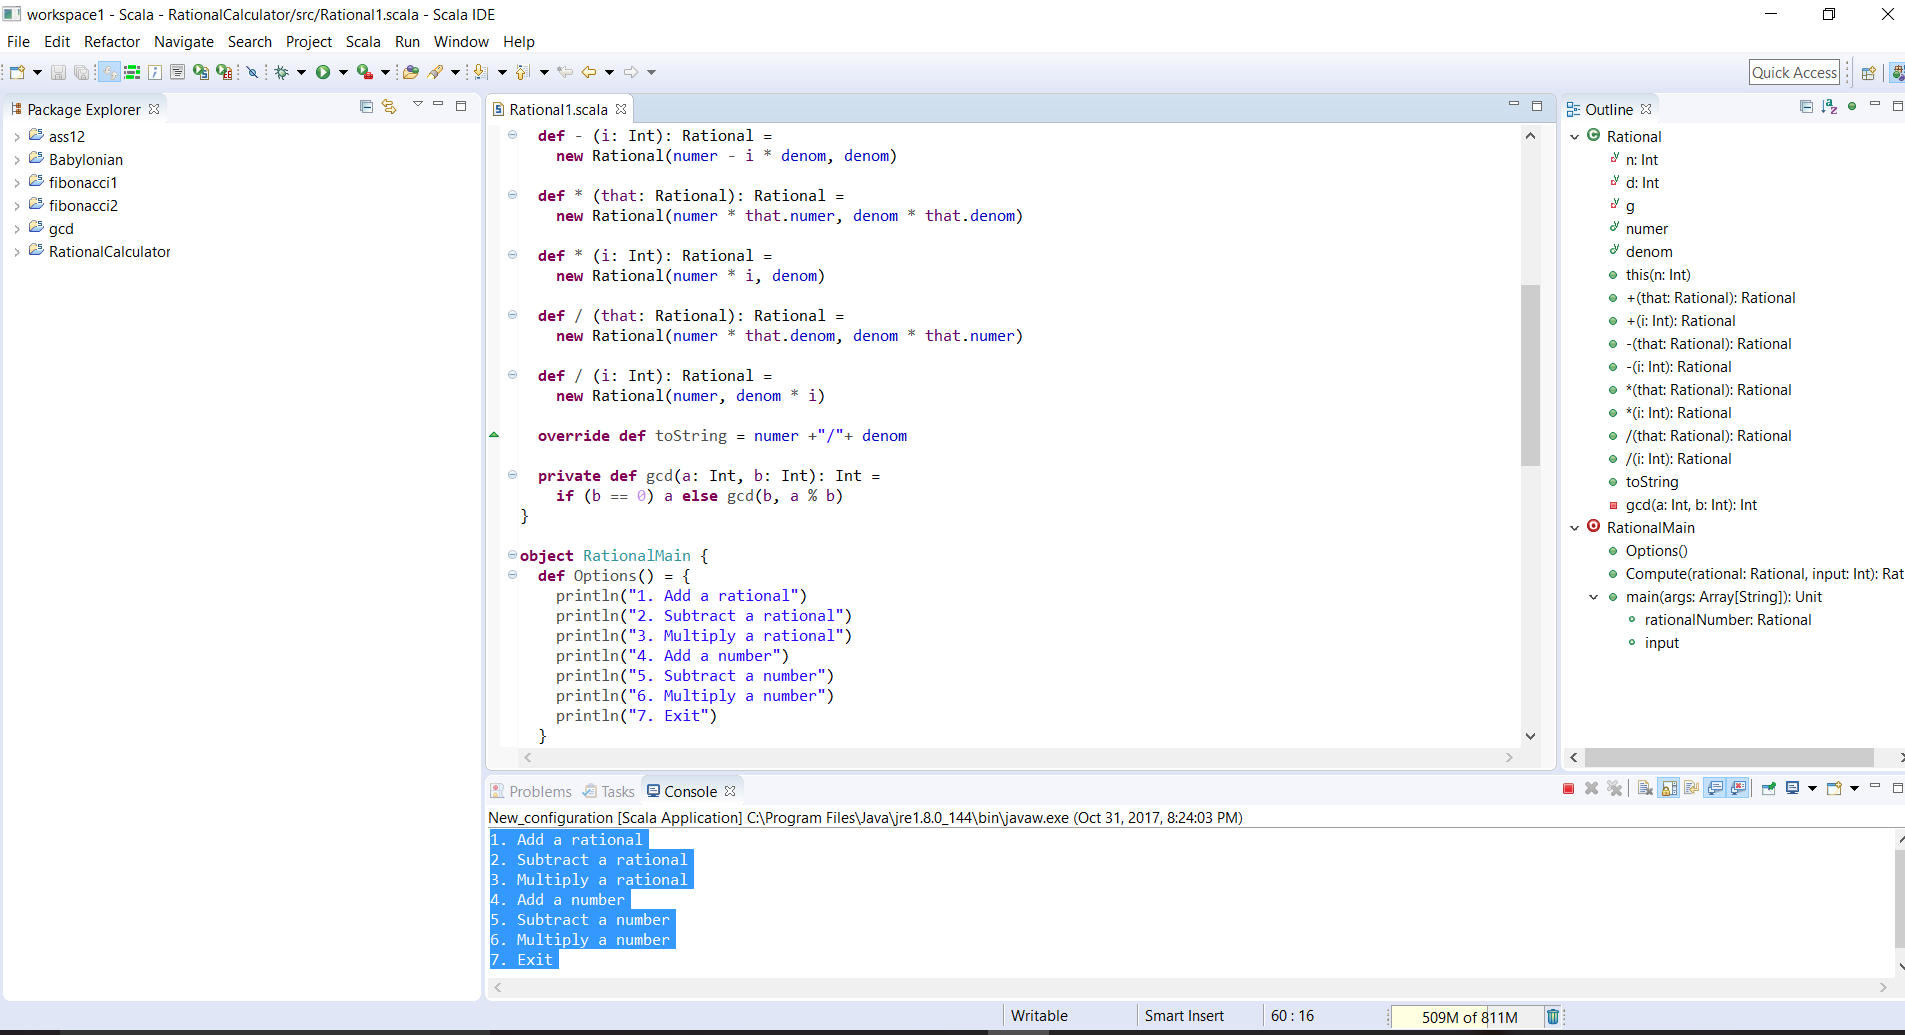 workspace1 - Scala - RationalCalculator/src/Rational1.scala - Scala IDE
File Edit Refactor Navigate Search Project Scala Run Window Help
Quick Access
Package Explorer
ass12
Babylonian
fibonacci1
fibonacci2
gcd
RationalCalculator
Rational1.scala
def - (i: Int): Rational =
new Rational(numer - i * denom, denom)
def * (that: Rational): Rational =
new Rational(numer * that.numer, denom * that.denom)
def * (i: Int): Rational =
new Rational(numer * i, denom)
def / (that: Rational): Rational =
new Rational(numer * that.denom, denom * that.numer)
def / (i: Int): Rational =
new Rational(numer, denom * i)
override def toString = numer +"/"+ denom
private def gcd(a: Int, b: Int): Int =
if (b == 0) a else gcd(b, a % b)
}
object RationalMain {
def Options() = {
println("1. Add a rational")
println("2. Subtract a rational")
println("3. Multiply a rational")
println("4. Add a number")
println("5. Subtract a number")
println("6. Multiply a number")
println("7. Exit")
}
Outline
Rational
n: Int
d: Int
g
numer
denom
this(n: Int)
+(that: Rational): Rational
+(i: Int): Rational
-(that: Rational): Rational
-(i: Int): Rational
*(that: Rational): Rational
*(i: Int): Rational
/(that: Rational): Rational
/(i: Int): Rational
toString
gcd(a: Int, b: Int): Int
RationalMain
Options()
Compute(rational: Rational, input: Int): Rat
main(args: Array[String]): Unit
rationalNumber: Rational
input
Problems Tasks Console
New_configuration [Scala Application] C:\Program Files\Java\jre1.8.0_144\bin\javaw.exe (Oct 31, 2017, 8:24:03 PM)
1. Add a rational
2. Subtract a rational
3. Multiply a rational
4. Add a number
5. Subtract a number
6. Multiply a number
7. Exit
Writable Smart Insert 60 : 16 509M of 811M